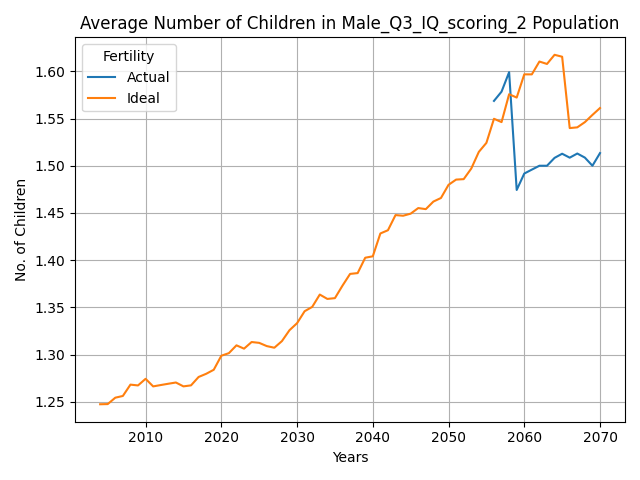 Average Number of Children in Male_Q3_IQ_scoring_2 Population
Fertility
Actual
Ideal
1.60
1.55
1.50
1.45
1.40
1.35
1.30
1.25
No. of Children
2010 2020 2030 2040 2050 2060 2070
Years